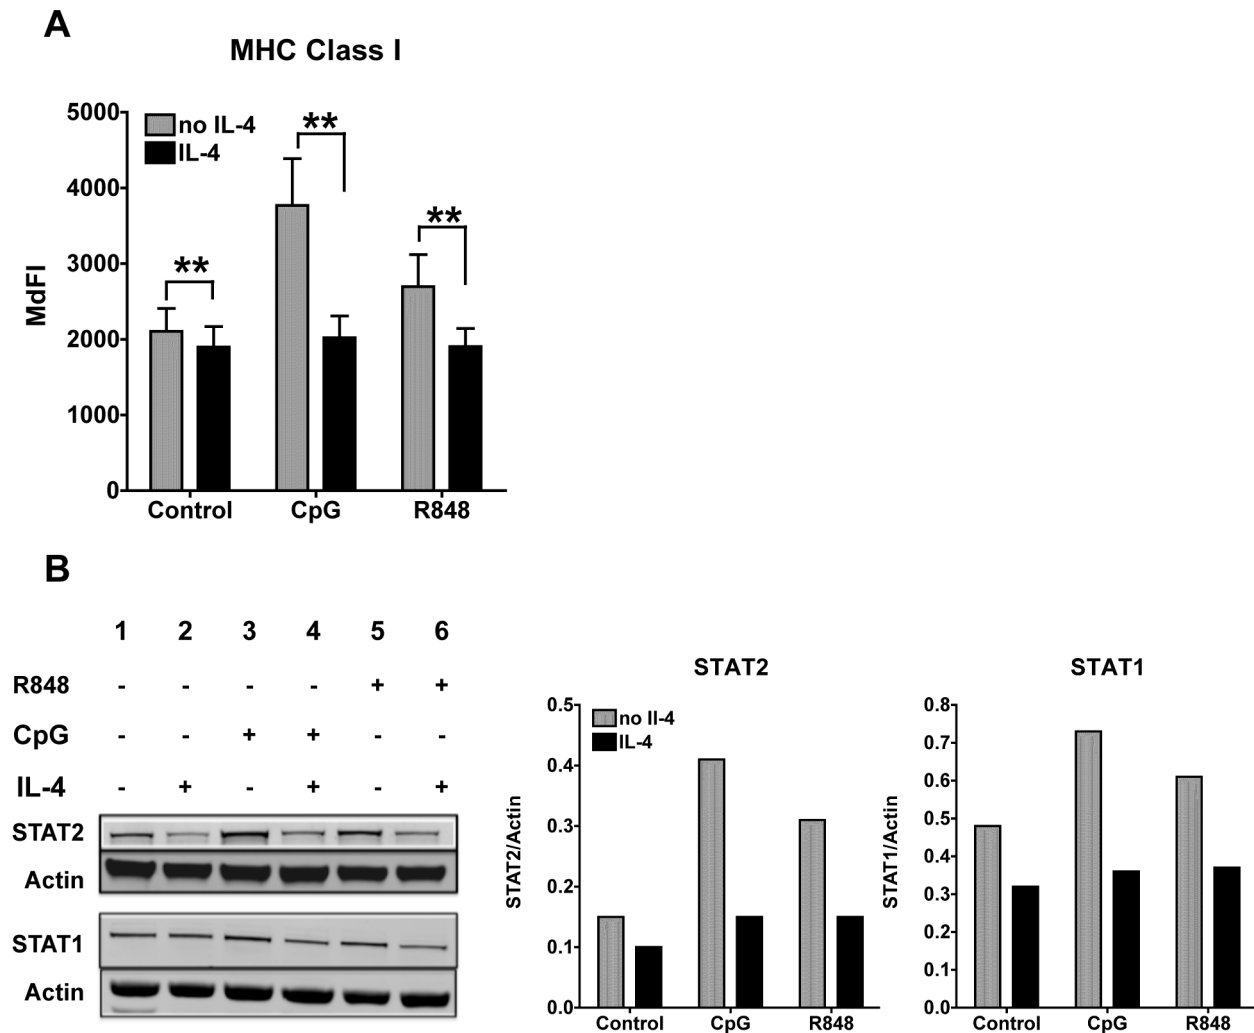 A
MHC Class I
5000
4000
3000
2000
1000
0
MdFI
no IL-4
IL-4
**
**
**
Control CpG R848
B
1 2 3 4 5 6
R848 - - - - + +
CpG - - + + - -
IL-4 - + - + - +
STAT2
Actin
STAT1
Actin
STAT2
0.5
0.4
0.3
0.2
0.1
0.0
STAT2/Actin
no Il-4
IL-4
Control CpG R848
STAT1
0.8
0.7
0.6
0.5
0.4
0.3
0.2
0.1
0.0
STAT1/Actin
Control CpG R848